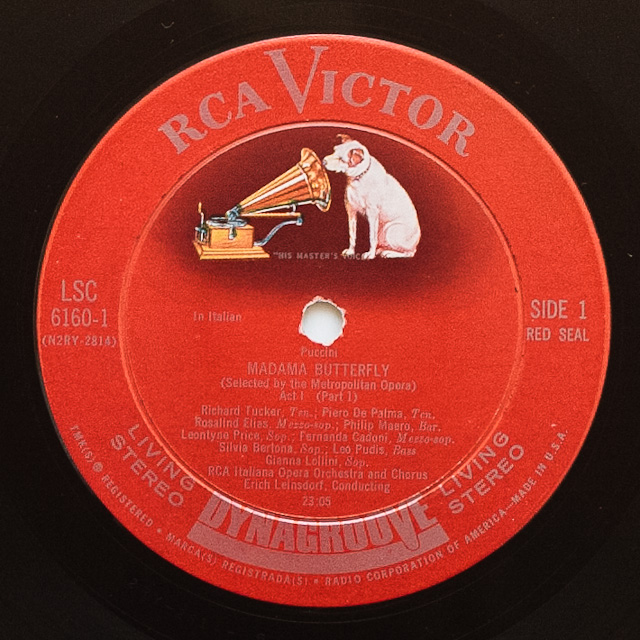 RCA VICTOR
"HIS MASTER'S VOICE"
LSC
6160-1
(N2RY-2814)
SIDE 1
RED SEAL
In Italian
Puccini
MADAMA BUTTERFLY
(Selected by the Metropolitan Opera)
Act I (Part 1)
Richard Tucker, Ten.; Piero De Palma, Ten.
Rosalind Elias, Mezzo-sop.; Philip Maero, Bar.
Leontyne Price, Sop.; Fernanda Cadoni, Mezzo-sop.
Silvia Bertona, Sop.; Leo Pudis, Bass
Gianna Lollini, Sop.
RCA Italiana Opera Orchestra and Chorus
Erich Leinsdorf, Conducting
23:05
LIVING
STEREO
DYNAGROOVE
LIVING
STEREO
TMK(S) ® REGISTERED • MARCA(S) REGISTRADA(S) • RADIO CORPORATION OF AMERICA—MADE IN U.S.A.